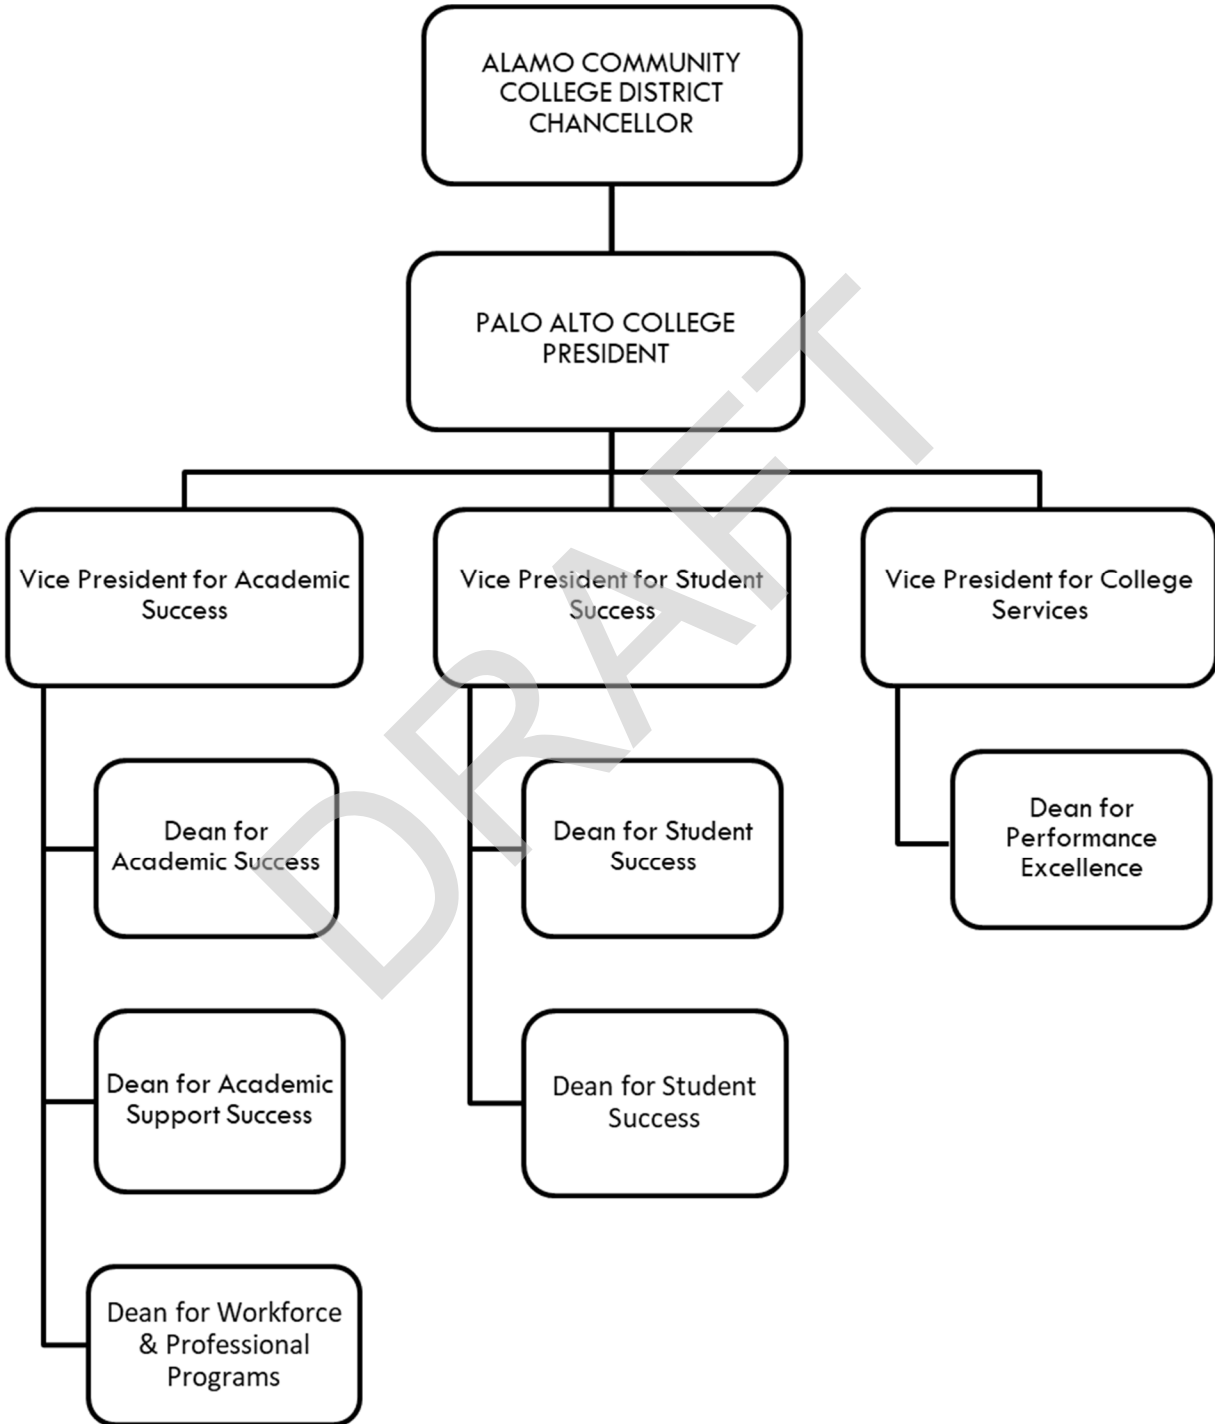 ALAMO COMMUNITY
COLLEGE DISTRICT
CHANCELLOR
PALO ALTO COLLEGE
PRESIDENT
Vice President for Academic
Success
Vice President for Student
Success
Vice President for College
Services
Dean for
Academic Success
Dean for Student
Success
Dean for
Performance
Excellence
Dean for Academic
Support Success
Dean for Student
Success
Dean for Workforce
& Professional
Programs
DRAFT